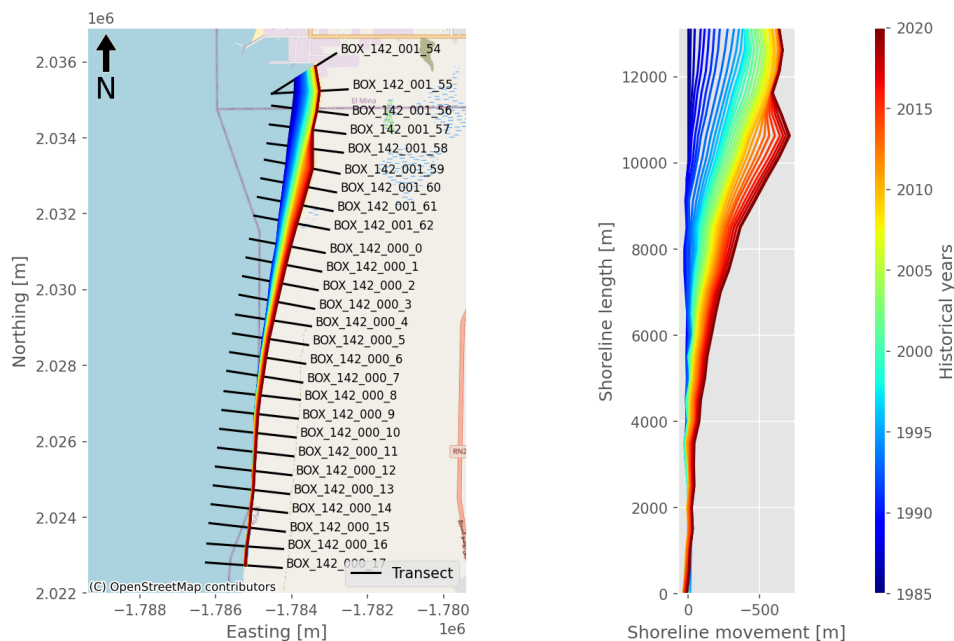 1e6
N
2.036
2.034
2.032
2.030
2.028
2.026
2.024
2.022
Northing [m]
BOX_142_001_54
BOX_142_001_55
El Mina
BOX_142_001_56
BOX_142_001_57
BOX_142_001_58
BOX_142_001_59
BOX_142_001_60
BOX_142_001_61
BOX_142_001_62
BOX_142_000_0
BOX_142_000_1
BOX_142_000_2
BOX_142_000_3
BOX_142_000_4
BOX_142_000_5
BOX_142_000_6
BOX_142_000_7
BOX_142_000_8
BOX_142_000_9
BOX_142_000_10
BOX_142_000_11
RN2
BOX_142_000_12
BOX_142_000_13
BOX_142_000_14
BOX_142_000_15
BOX_142_000_16
BOX_142_000_17
Transect
(C) OpenStreetMap contributors
−1.788 −1.786 −1.784 −1.782 −1.780
Easting [m]
1e6
12000
10000
8000
6000
4000
2000
0
Shoreline length [m]
0 −500
Shoreline movement [m]
2020
2015
2010
2005
2000
1995
1990
1985
Historical years